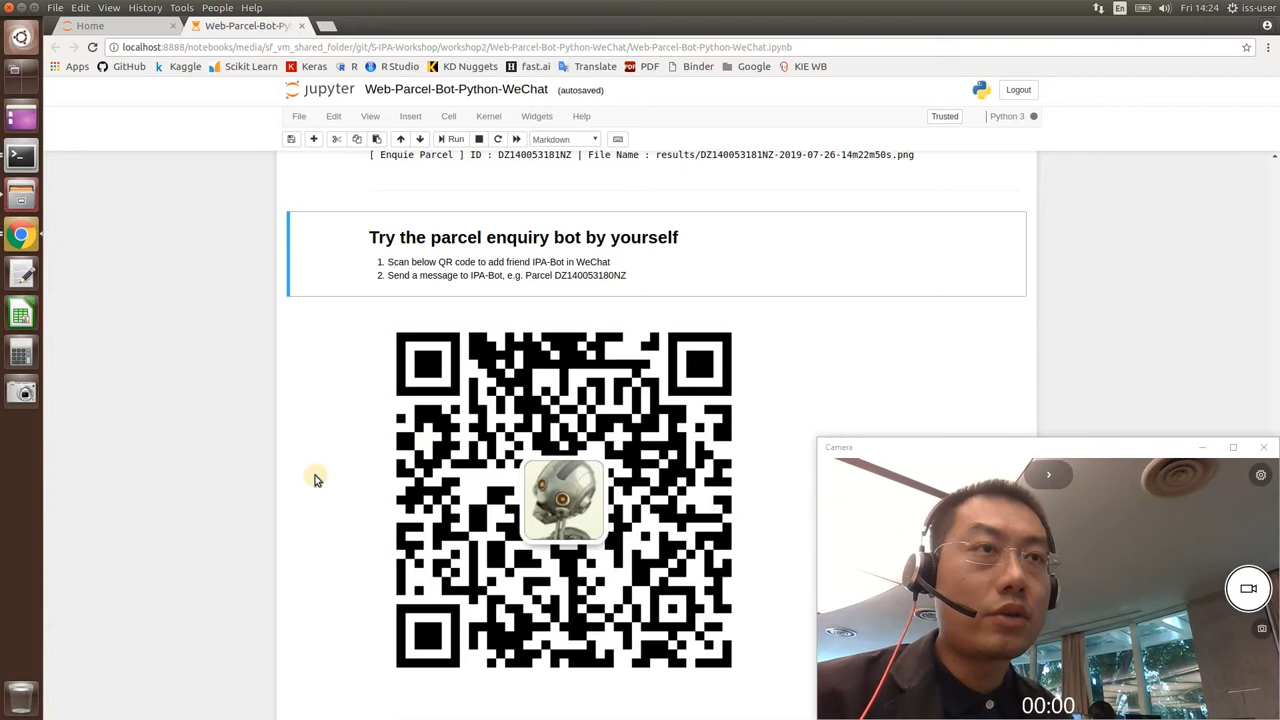 File Edit View History Bookmarks Tools People Help
En
Fri 14:24
iss-user
Home
Web-Parcel-Bot-Pytho
localhost:8888/notebooks/media/sf_vm_shared_folder/git/S-IPA-Workshop/workshop2/Web-Parcel-Bot-Python-WeChat/Web-Parcel-Bot-Python-WeChat.ipynb
Apps GitHub Kaggle Scikit Learn Keras R R Studio KD Nuggets fast.ai Translate PDF Binder Google KIE WB
jupyter Web-Parcel-Bot-Python-WeChat (autosaved)
Logout
File Edit View Insert Cell Kernel Widgets Help
Trusted
Python 3
Run
Markdown
[ Enquie Parcel ] ID : DZ140053181NZ | File Name : results/DZ140053181NZ-2019-07-26-14m22m50s.png
Try the parcel enquiry bot by yourself
1. Scan below QR code to add friend IPA-Bot in WeChat
2. Send a message to IPA-Bot, e.g. Parcel DZ140053180NZ
Camera
00:00